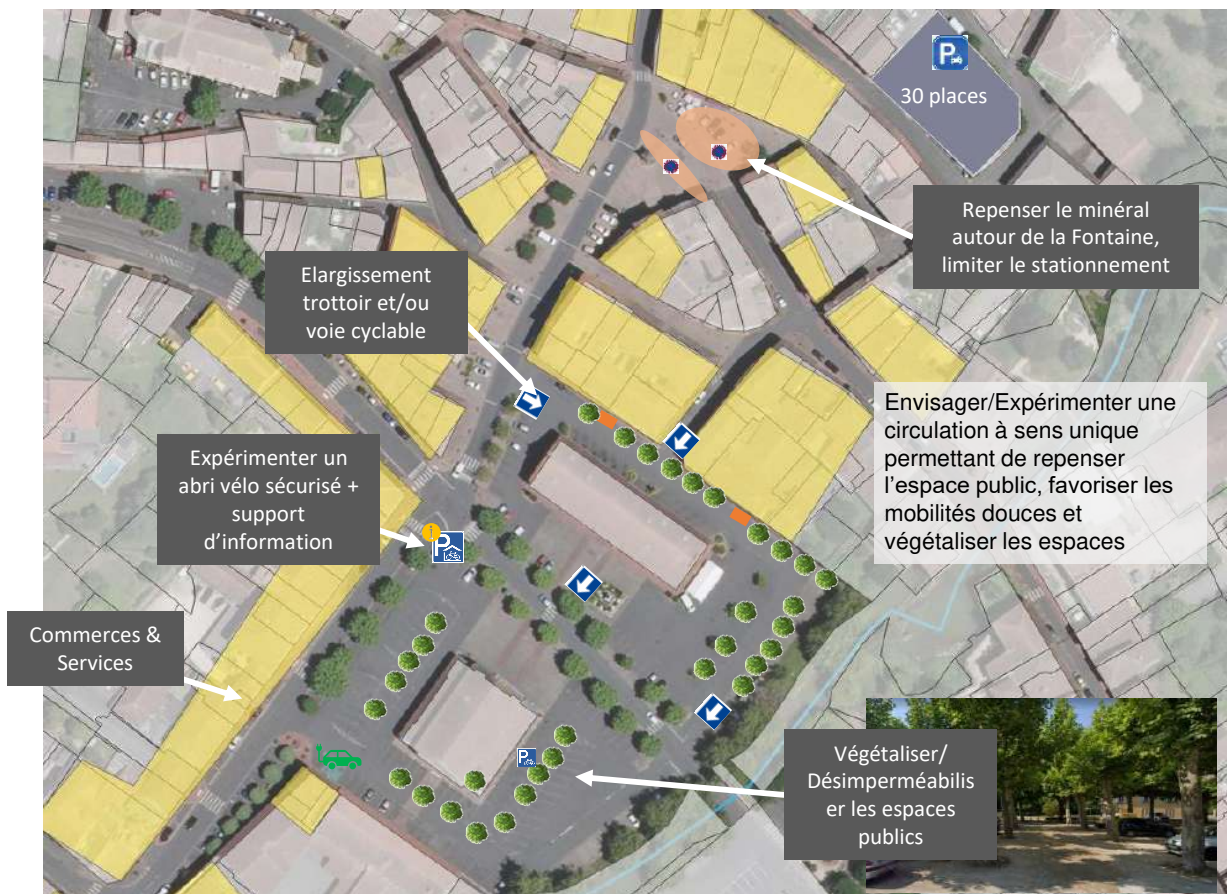 30 places
Repenser le minéral
autour de la Fontaine,
limiter le stationnement
Elargissement
trottoir et/ou
voie cyclable
Envisager/Expérimenter une
circulation à sens unique
permettant de repenser
l'espace public, favoriser les
mobilités douces et
végétaliser les espaces
Expérimenter un
abri vélo sécurisé +
support
d'information
i
P
Commerces &
Services
P
Végétaliser/
Désimperméabilis
er les espaces
publics